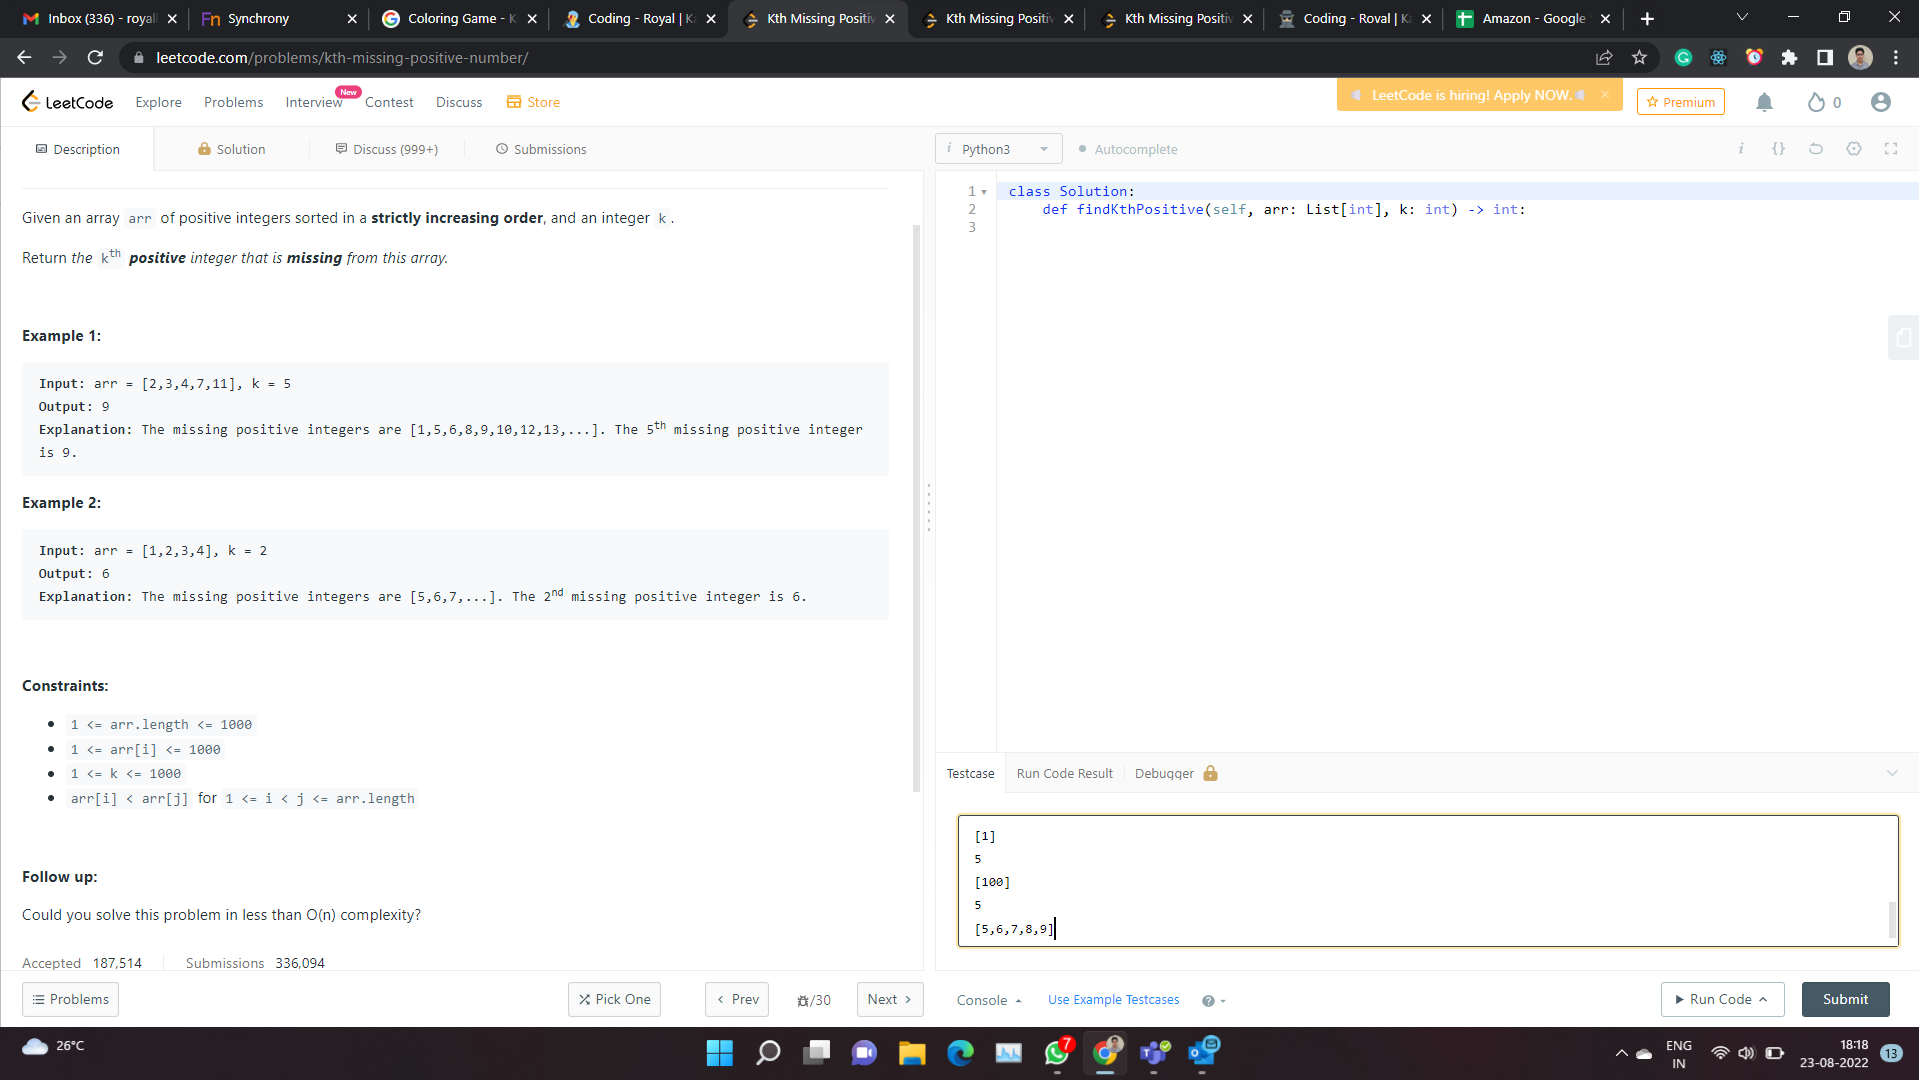 Inbox (336) - royall
Synchrony
Coloring Game - K
Coding - Royal | Ka
Kth Missing Positiv
Kth Missing Positiv
Kth Missing Positiv
Coding - Royal | Ka
Amazon - Google
leetcode.com/problems/kth-missing-positive-number/
LeetCode
Explore
Problems
Interview
New
Contest
Discuss
Store
LeetCode is hiring! Apply NOW.
Premium
0
Description
Solution
Discuss (999+)
Submissions
Given an array arr of positive integers sorted in a strictly increasing order, and an integer k.
Return the kth positive integer that is missing from this array.
Example 1:
Input: arr = [2,3,4,7,11], k = 5
Output: 9
Explanation: The missing positive integers are [1,5,6,8,9,10,12,13,...]. The 5th missing positive integer
is 9.
Example 2:
Input: arr = [1,2,3,4], k = 2
Output: 6
Explanation: The missing positive integers are [5,6,7,...]. The 2nd missing positive integer is 6.
Constraints:
1 <= arr.length <= 1000
1 <= arr[i] <= 1000
1 <= k <= 1000
arr[i] < arr[j] for 1 <= i < j <= arr.length
Follow up:
Could you solve this problem in less than O(n) complexity?
Accepted 187,514
Submissions 336,094
Problems
Pick One
Prev
/30
Next
i Python3
Autocomplete
i
{}
1 class Solution:
2 def findKthPositive(self, arr: List[int], k: int) -> int:
3
Testcase
Run Code Result
Debugger
[1]
5
[100]
5
[5,6,7,8,9]
Console
Use Example Testcases
?
Run Code
Submit
26°C
7
ENG
IN
18:18
23-08-2022
13